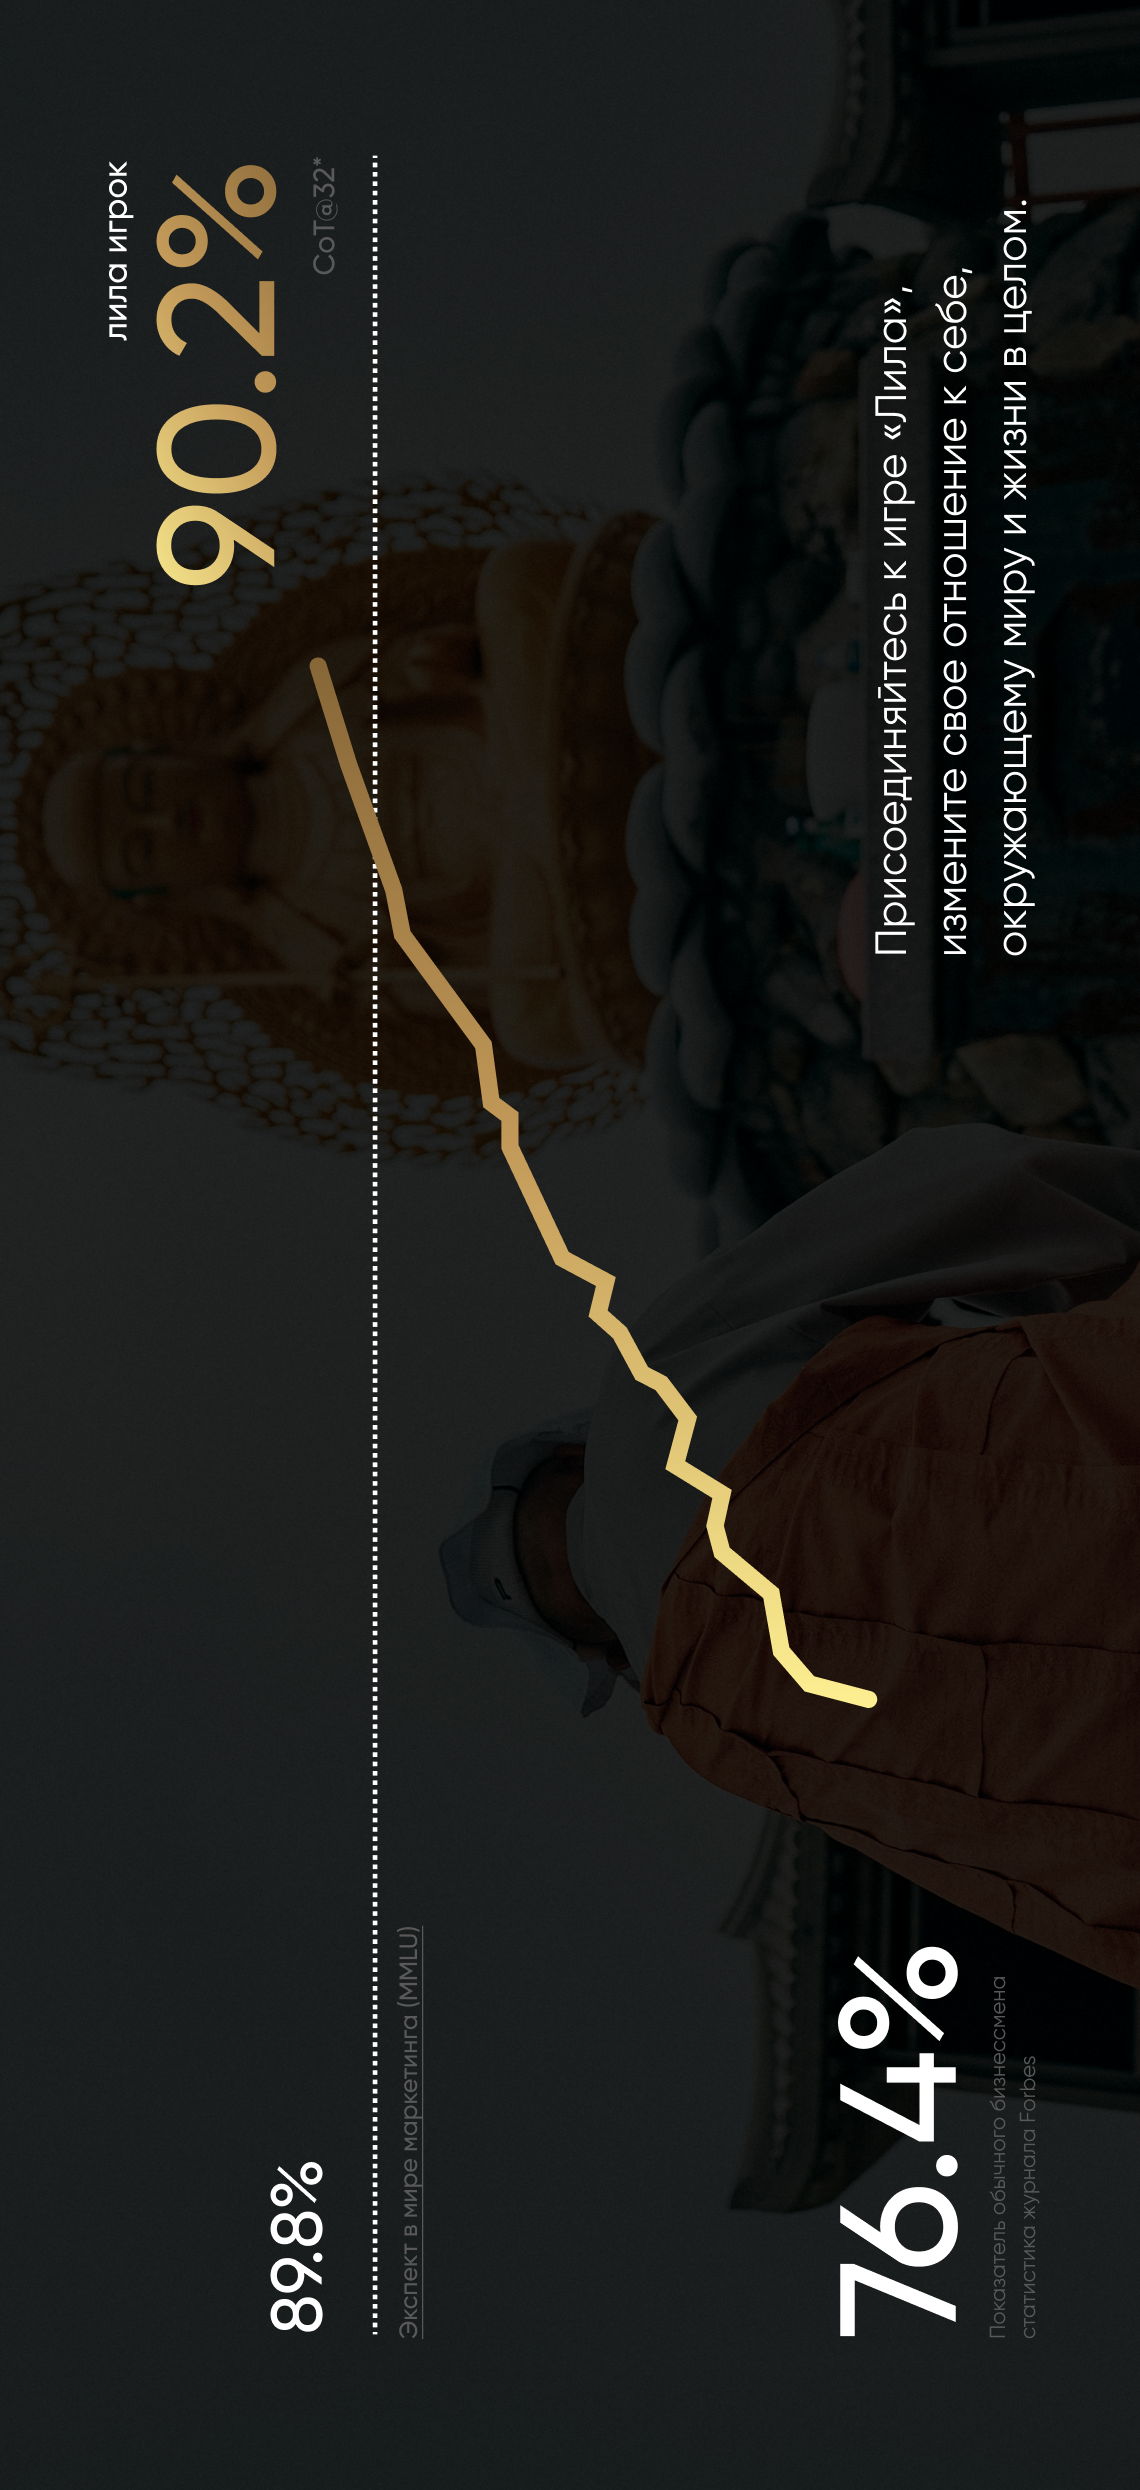 лила игрок
90.2%
CoT@32*
89.8%
Экспект в мире маркетинга (MMLU)
76.4%
Показатель обычного бизнессмена
статистика журнала Forbes
Присоединяйтесь к игре «Лила»,
измените свое отношение к себе,
окружающему миру и жизни в целом.